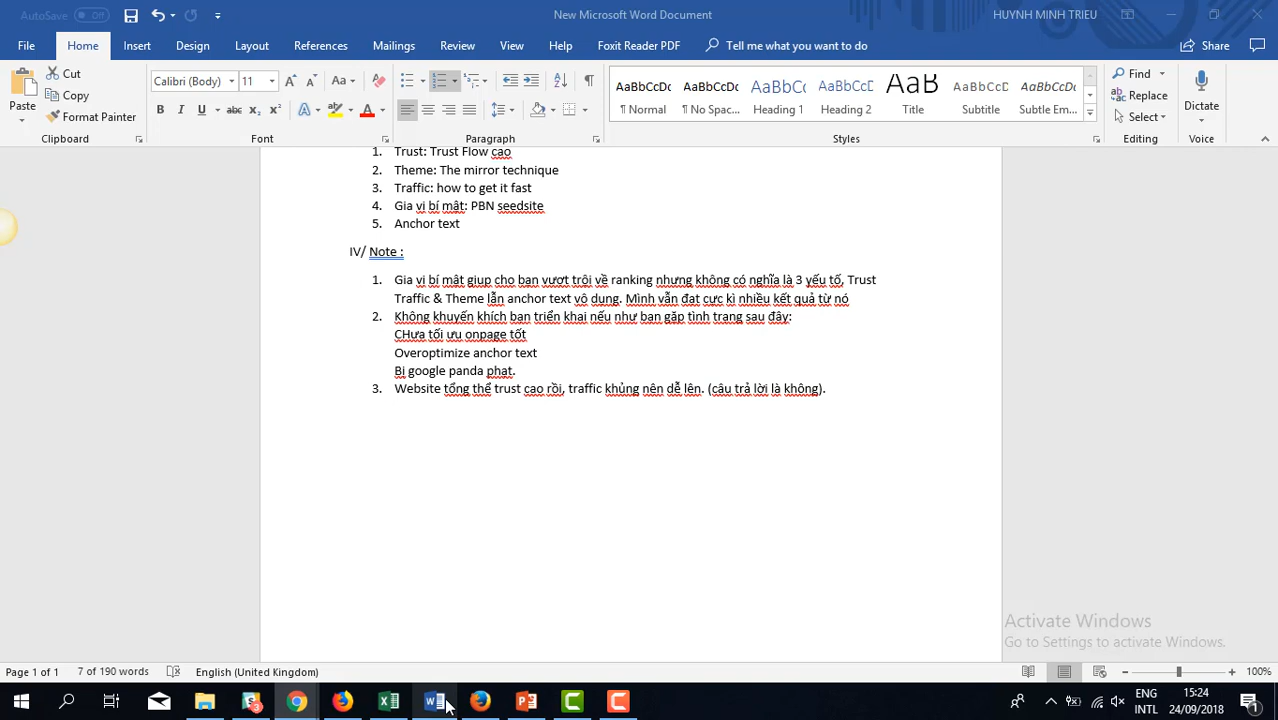 AutoSave Off
New Microsoft Word Document
HUYNH MINH TRIEU
File Home Insert Design Layout References Mailings Review View Help Foxit Reader PDF Tell me what you want to do Share
Cut
Copy
Format Painter
Paste
Clipboard
Calibri (Body) 11
Font
Paragraph
AaBbCcDc AaBbCcDc AaBbCc AaBbCcD AaB AaBbCcD AaBbCcDc
¶ Normal ¶ No Spac... Heading 1 Heading 2 Title Subtitle Subtle Em...
Styles
Find
Replace
Select
Editing
Dictate
Voice
1. Trust: Trust Flow cao
2. Theme: The mirror technique
3. Traffic: how to get it fast
4. Gia vị bí mật: PBN seedsite
5. Anchor text
IV/ Note :
1. Gia vị bí mật giup cho bạn vượt trội về ranking nhưng không có nghĩa là 3 yếu tố, Trust
Traffic & Theme lẫn anchor text vô dụng. Mình vẫn đạt cực kì nhiều kết quả từ nó
2. Không khuyến khích bạn triển khai nếu như bạn gặp tình trạng sau đây:
CHưa tối ưu onpage tốt
Overoptimize anchor text
Bị google panda phạt.
3. Website tổng thể trust cao rồi, traffic khủng nên dễ lên. (câu trả lời là không).
Activate Windows
Go to Settings to activate Windows.
Page 1 of 1 7 of 190 words English (United Kingdom) 100%
ENG 15:24
INTL 24/09/2018